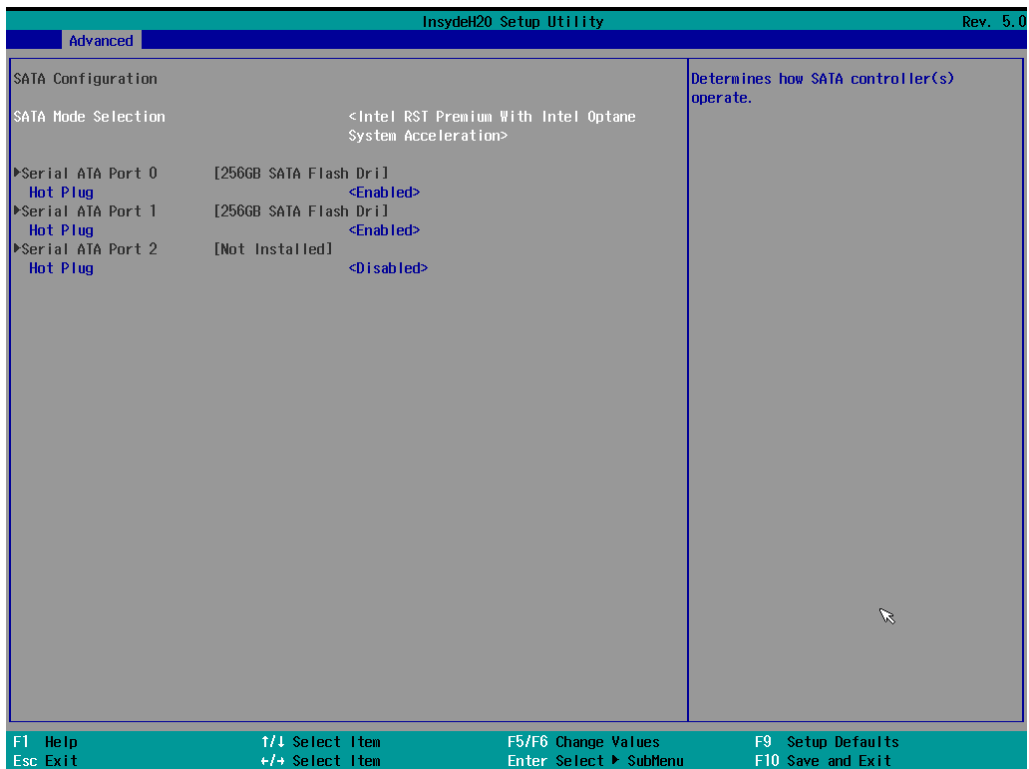 InsydeH20 Setup Utility Rev. 5.0
Advanced
SATA Configuration
SATA Mode Selection <Intel RST Premium With Intel Optane
System Acceleration>
▶Serial ATA Port 0 [256GB SATA Flash Dri]
Hot Plug <Enabled>
▶Serial ATA Port 1 [256GB SATA Flash Dri]
Hot Plug <Enabled>
▶Serial ATA Port 2 [Not Installed]
Hot Plug <Disabled>
Determines how SATA controller(s)
operate.
F1 Help ↑/↓ Select Item F5/F6 Change Values F9 Setup Defaults
Esc Exit ←/→ Select Item Enter Select ▶ SubMenu F10 Save and Exit